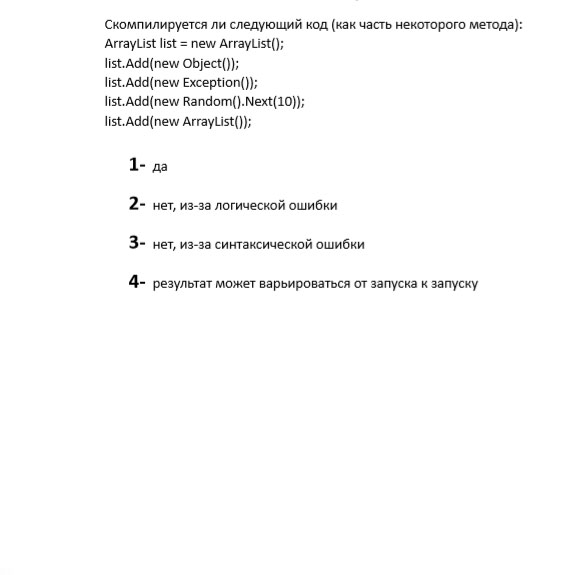 Скомпилируется ли следующий код (как часть некоторого метода):
ArrayList list = new ArrayList();
list.Add(new Object());
list.Add(new Exception());
list.Add(new Random().Next(10));
list.Add(new ArrayList());
1- да
2- нет, из-за логической ошибки
3- нет, из-за синтаксической ошибки
4- результат может варьироваться от запуска к запуску